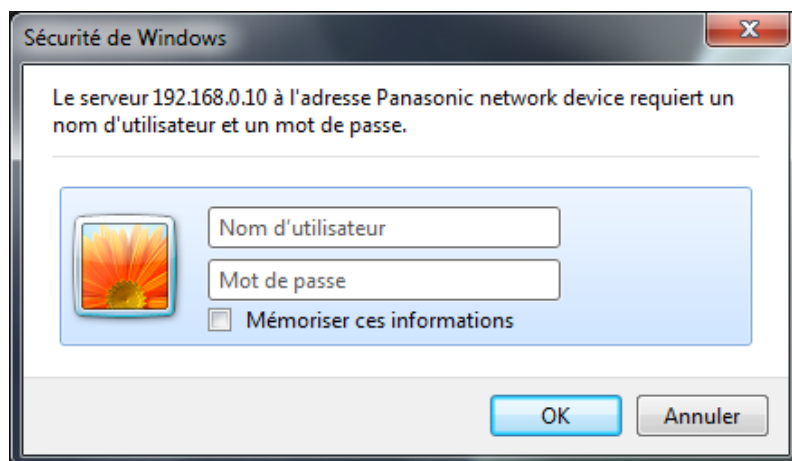 Sécurité de Windows
Le serveur 192.168.0.10 à l'adresse Panasonic network device requiert un
nom d'utilisateur et un mot de passe.
Nom d'utilisateur
Mot de passe
Mémoriser ces informations
OK
Annuler